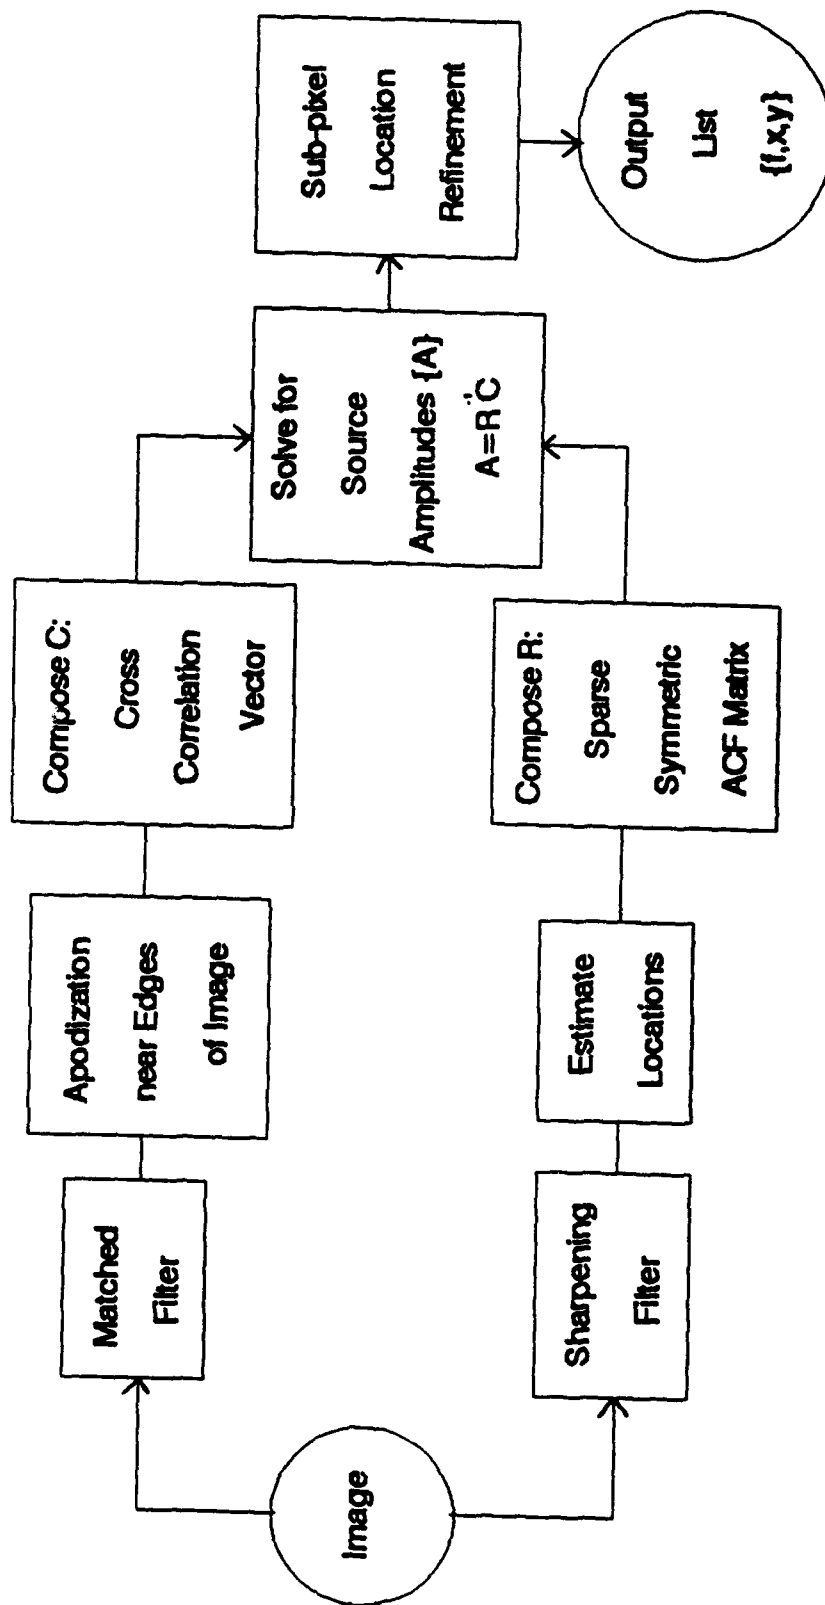 Image
Matched
Filter
Apodization
near Edges
of Image
Compose C:
Cross
Correlation
Vector
Sharpening
Filter
Estimate
Locations
Compose R:
Sparse
Symmetric
ACF Matrix
Solve for
Source
Amplitudes {A}
A=R⁻¹C
Sub-pixel
Location
Refinement
Output
List
{f,x,y}